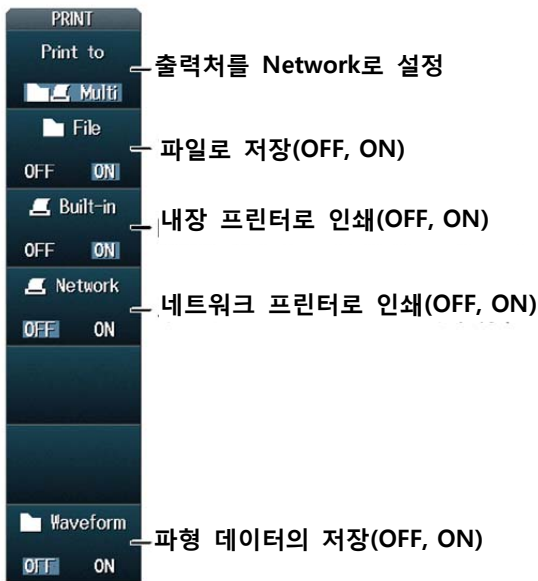 PRINT
Print to
Multi
출력처를 Network로 설정
File
OFF ON
파일로 저장(OFF, ON)
Built-in
OFF ON
내장 프린터로 인쇄(OFF, ON)
Network
OFF ON
네트워크 프린터로 인쇄(OFF, ON)
Waveform
OFF ON
파형 데이터의 저장(OFF, ON)